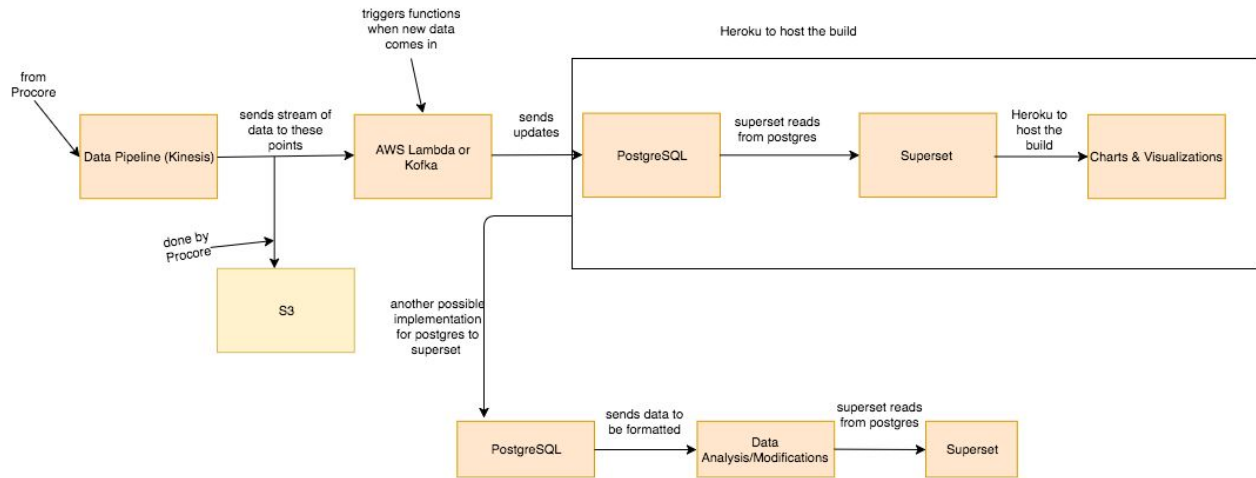 triggers functions
when new data
comes in
Heroku to host the build
from
Procore
sends stream of
data to these
points
sends
updates
superset reads
from postgres
Heroku to
host the
build
Data Pipeline (Kinesis)
AWS Lambda or
Kofka
PostgreSQL
Superset
Charts & Visualizations
done by
Procore
S3
another possible
implementation
for postgres to
superset
sends data to
be formatted
superset reads
from postgres
PostgreSQL
Data
Analysis/Modifications
Superset